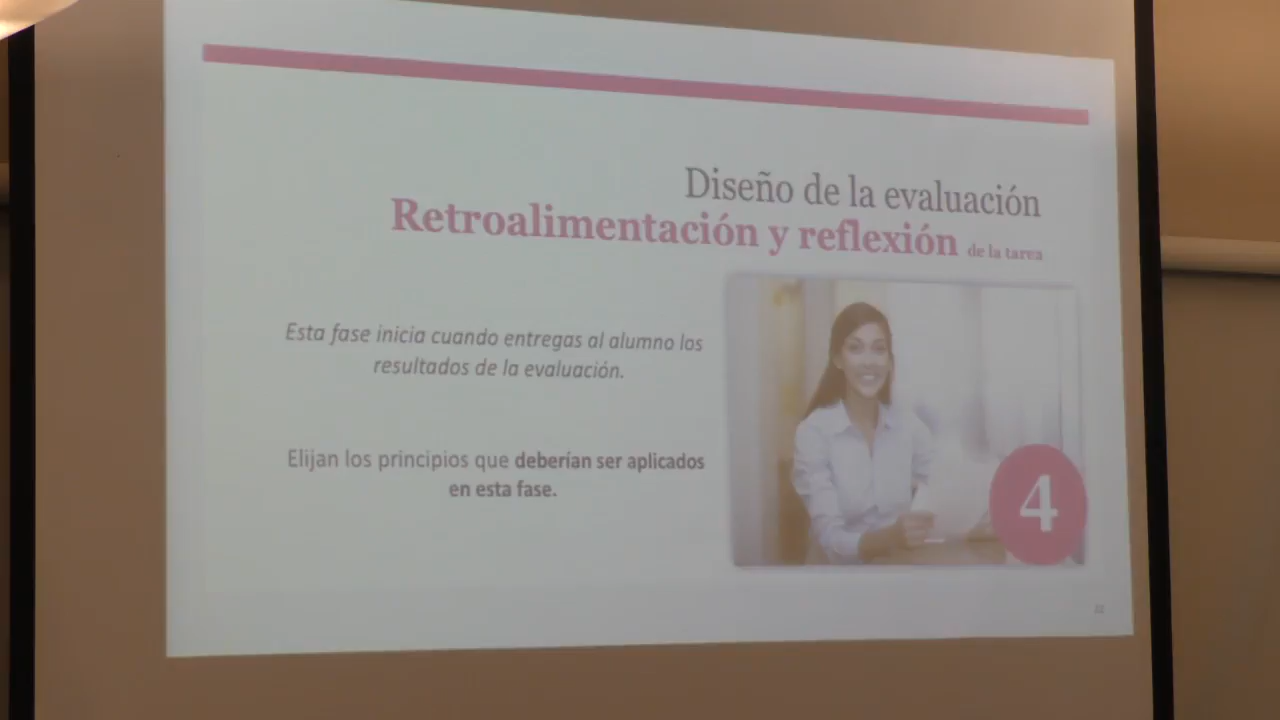 Diseño de la evaluación
Retroalimentación y reflexión de la tarea
Esta fase inicia cuando entregas al alumno los
resultados de la evaluación.
Elijan los principios que deberían ser aplicados
en esta fase.
4